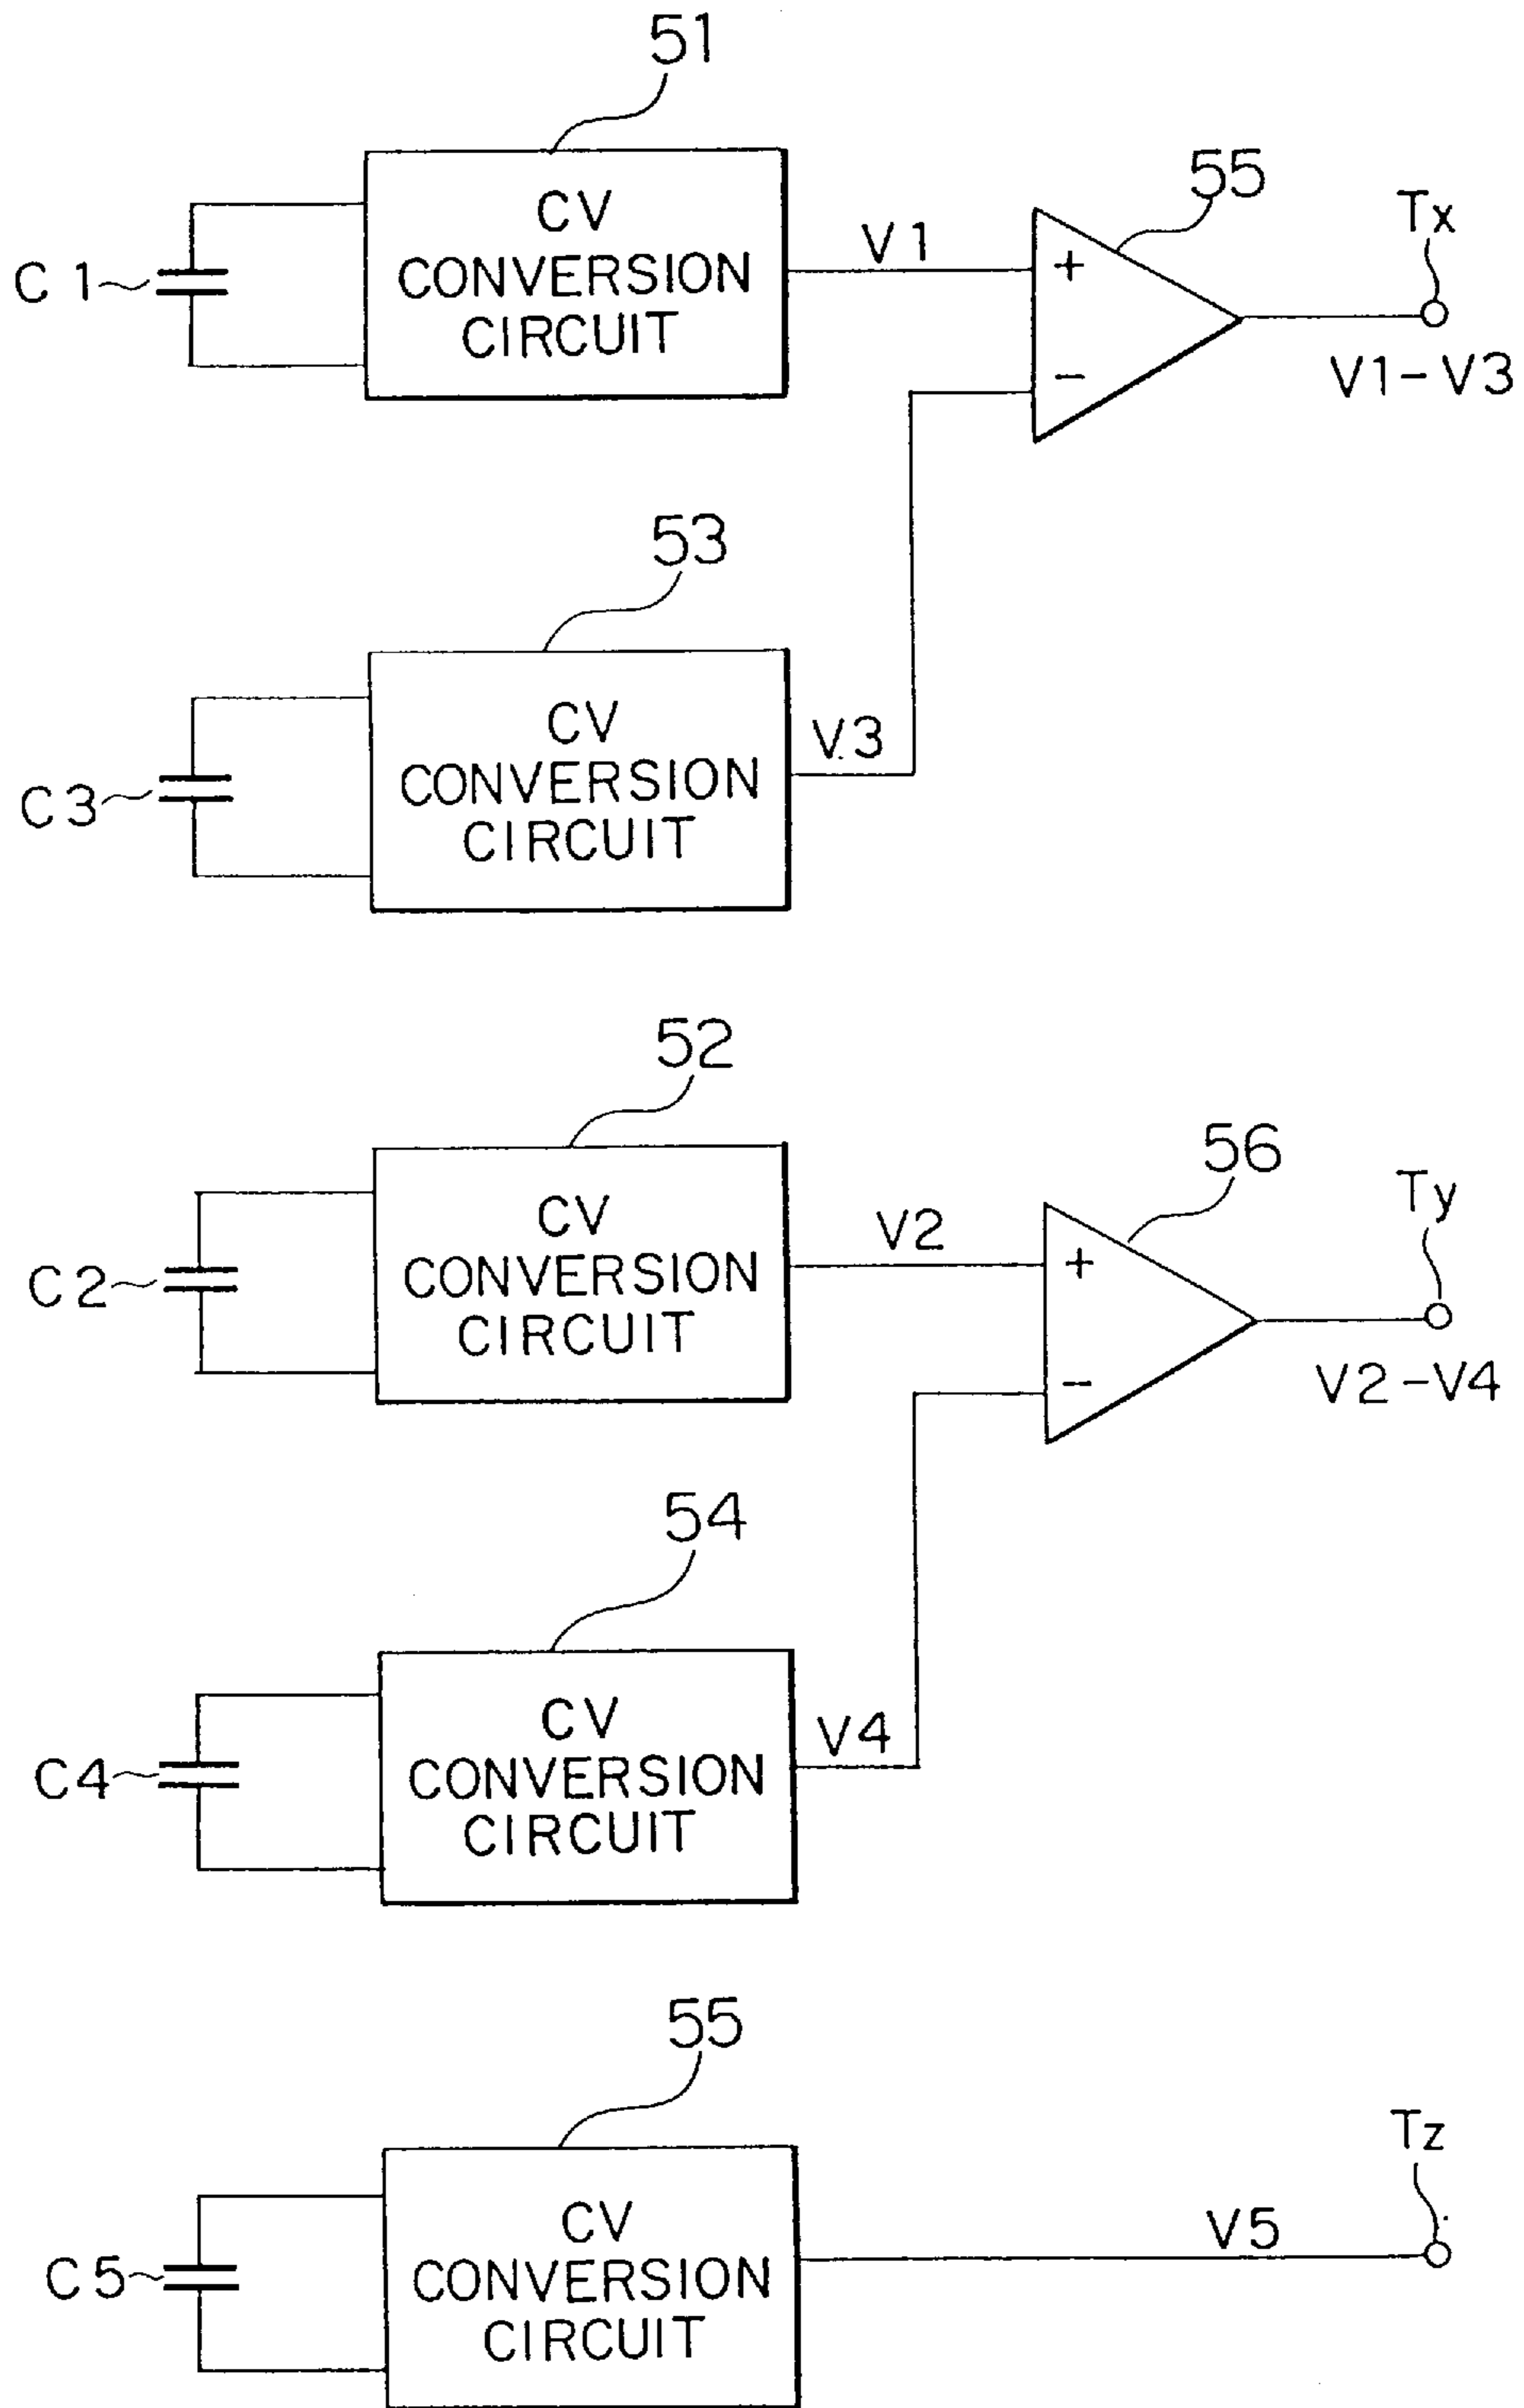 51
CV
CONVERSION
CIRCUIT
C1
V1
+
-
55
Tx
V1-V3
53
CV
CONVERSION
CIRCUIT
C3
V3
52
CV
CONVERSION
CIRCUIT
C2
V2
+
-
56
Ty
V2-V4
54
CV
CONVERSION
CIRCUIT
C4
V4
55
CV
CONVERSION
CIRCUIT
C5
V5
Tz